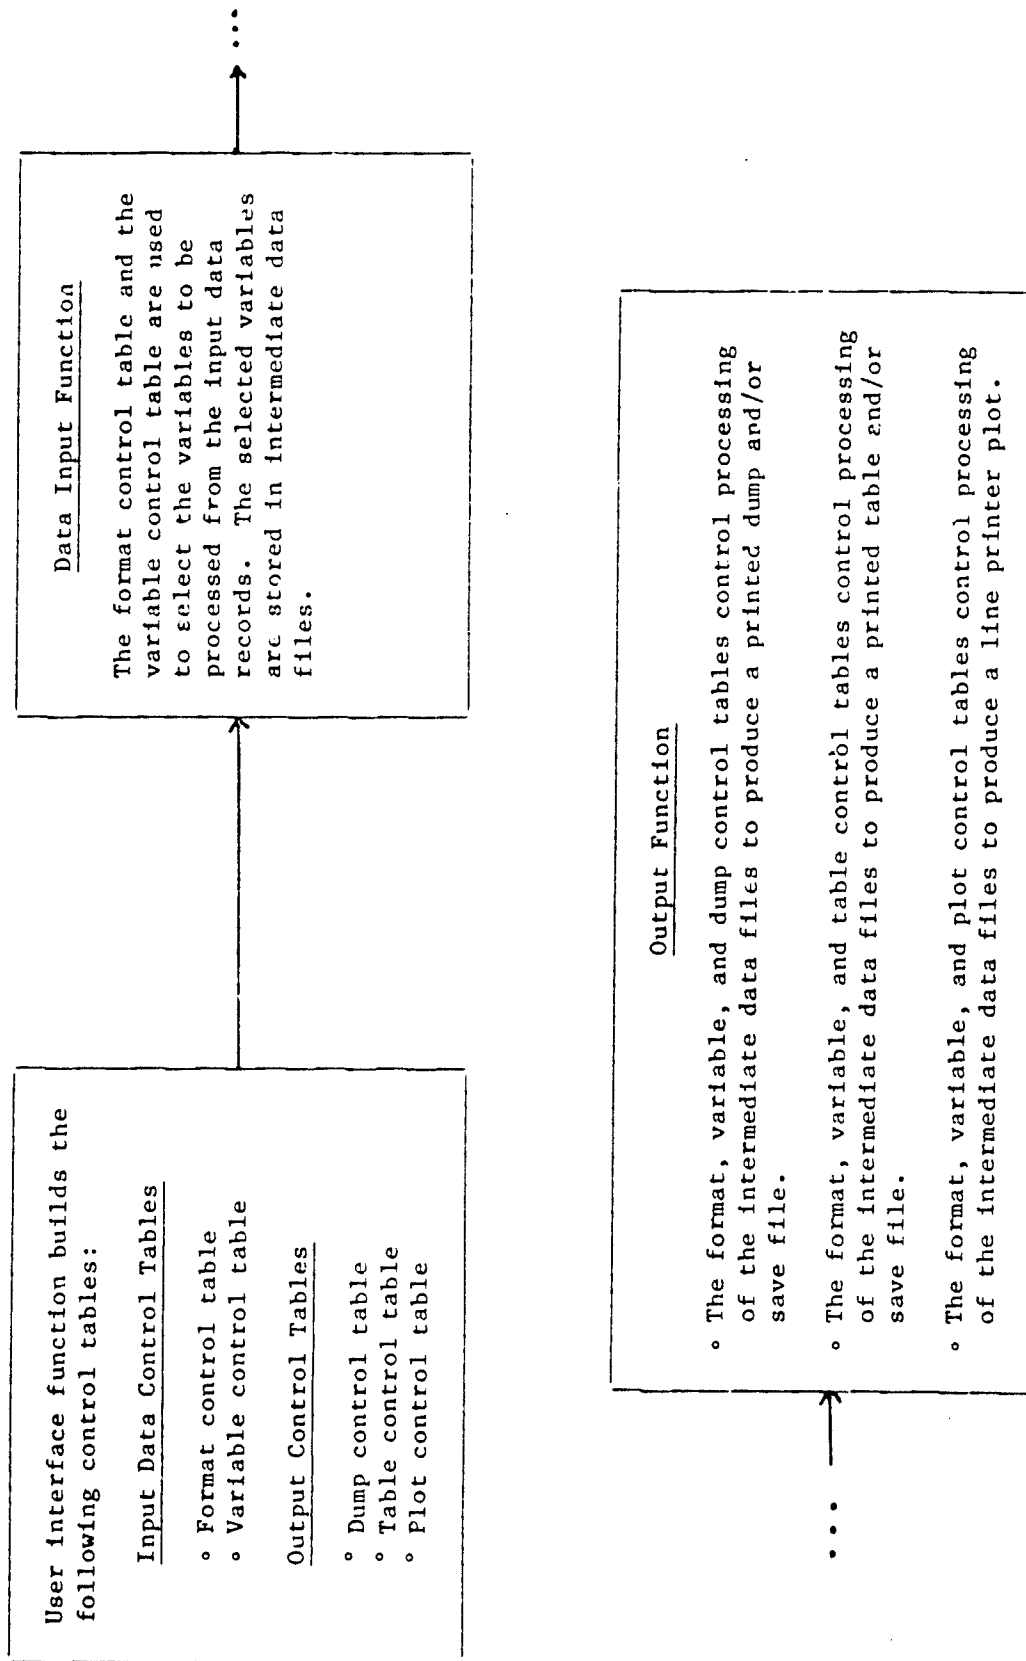 User interface function builds the
following control tables:
Input Data Control Tables
° Format control table
° Variable control table
Output Control Tables
° Dump control table
° Table control table
° Plot control table
Data Input Function
The format control table and the
variable control table are used
to select the variables to be
processed from the input data
records. The selected variables
are stored in intermediate data
files.
...
...
Output Function
° The format, variable, and dump control tables control processing
of the intermediate data files to produce a printed dump and/or
save file.
° The format, variable, and table control tables control processing
of the intermediate data files to produce a printed table and/or
save file.
° The format, variable, and plot control tables control processing
of the intermediate data files to produce a line printer plot.